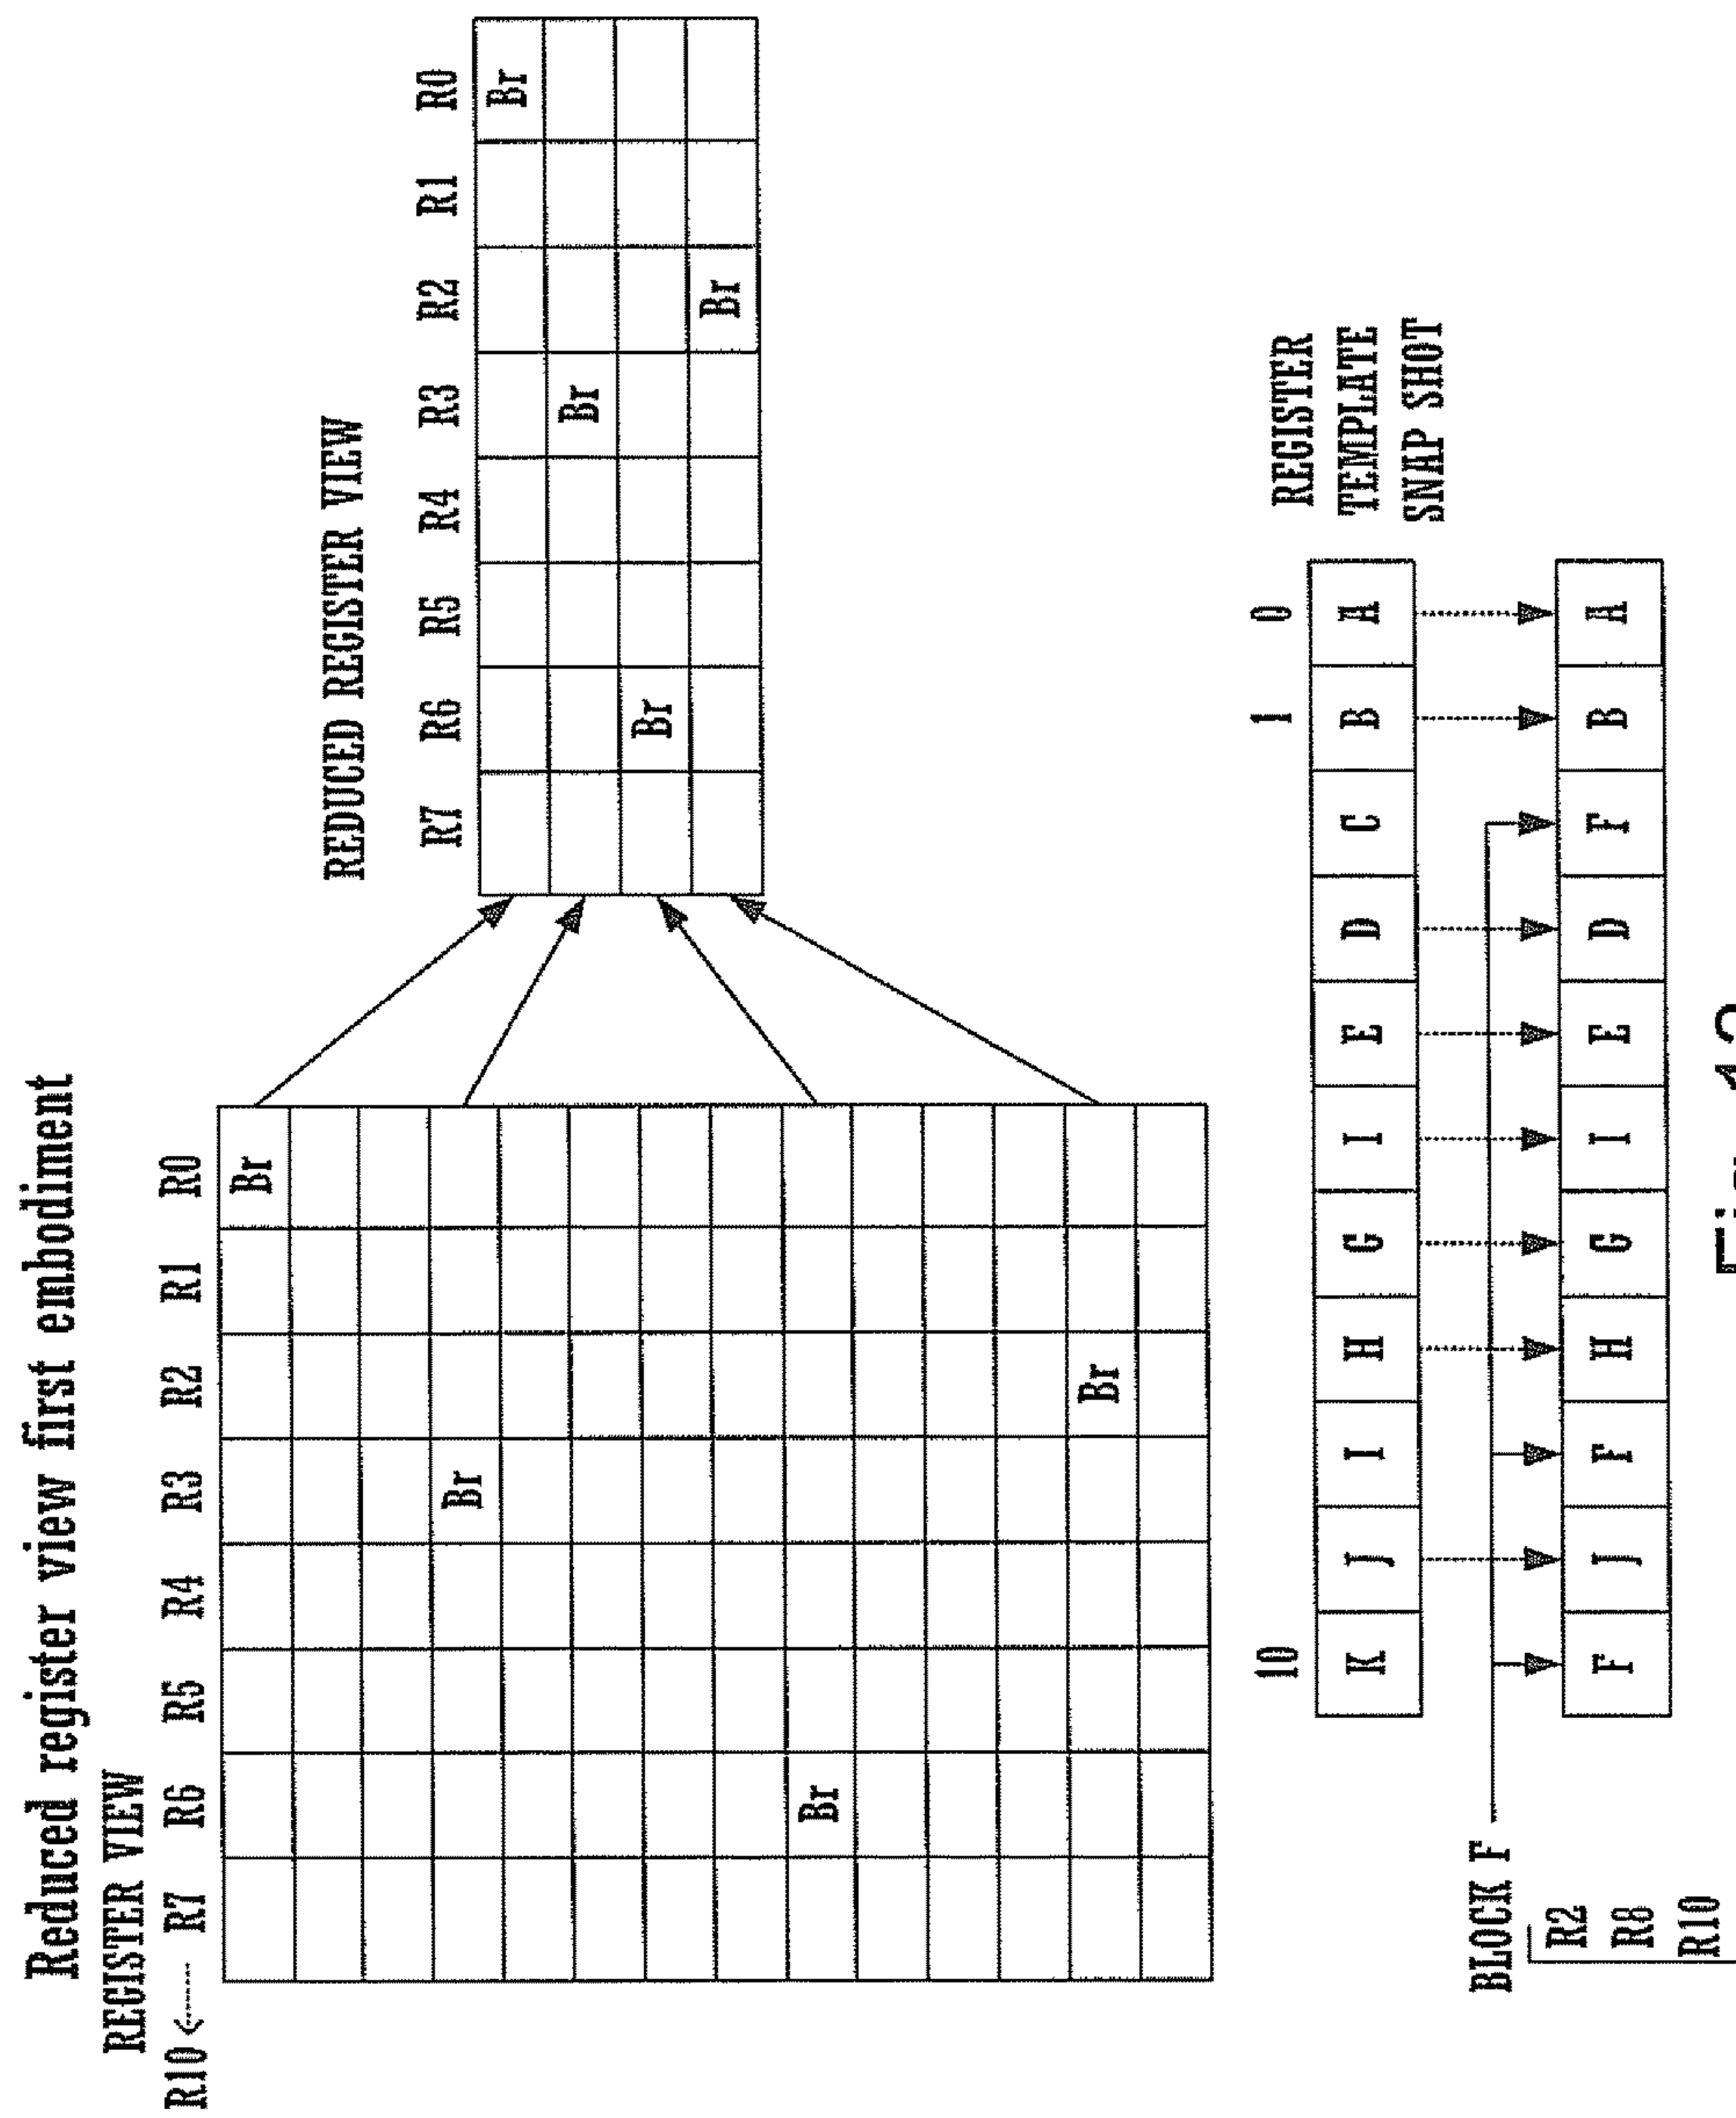 Reduced register view first embodiment
REGISTER VIEW
R10 <----- R7 R6 R5 R4 R3 R2 R1 R0
Br
Br
Br
Br
REDUCED REGISTER VIEW
R7 R6 R5 R4 R3 R2 R1 R0
Br
Br
Br
Br
10 1 0
K J I H G I E D C B A
REGISTER
TEMPLATE
SNAP SHOT
BLOCK F
R2
R8
R10
F J F H G I E D F B A